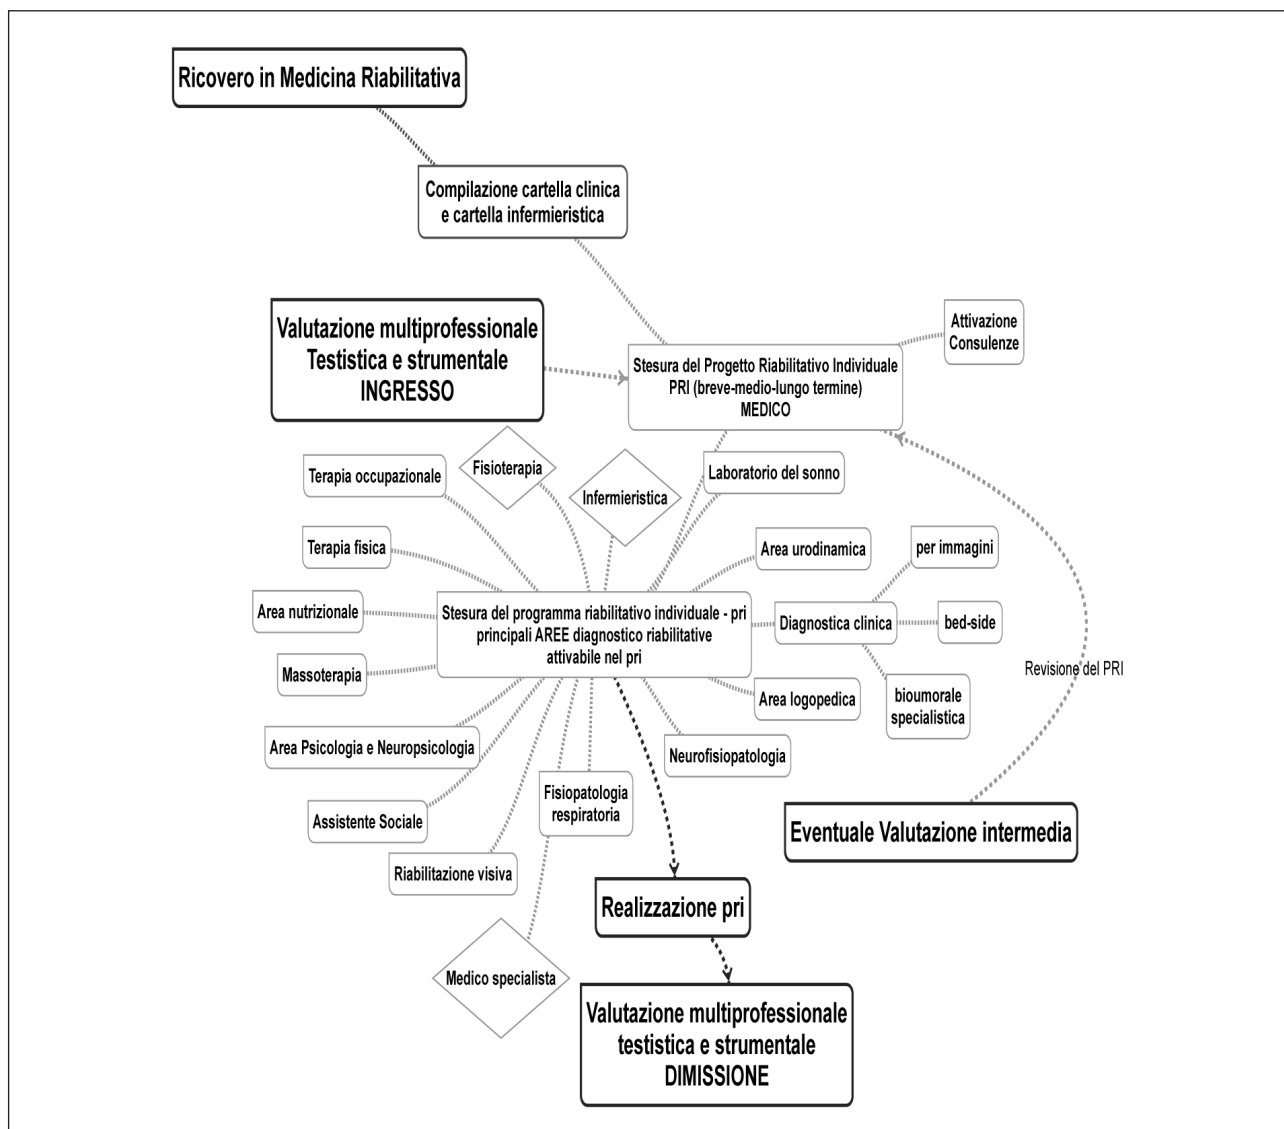 Ricovero in Medicina Riabilitativa
Compilazione cartella clinica
e cartella infermieristica
Valutazione multiprofessionale
Testistica e strumentale
INGRESSO
Stesura del Progetto Riabilitativo Individuale
PRI (breve-medio-lungo termine)
MEDICO
Attivazione
Consulenze
Terapia occupazionale
Fisioterapia
Infermieristica
Laboratorio del sonno
Terapia fisica
Area urodinamica
per immagini
Area nutrizionale
Stesura del programma riabilitativo individuale - pri
principali AREE diagnostico riabilitative
attivabile nel pri
Diagnostica clinica
bed-side
Massoterapia
Area logopedica
bioumorale
specialistica
Revisione del PRI
Area Psicologia e Neuropsicologia
Neurofisiopatologia
Assistente Sociale
Fisiopatologia
respiratoria
Eventuale Valutazione intermedia
Riabilitazione visiva
Realizzazione pri
Medico specialista
Valutazione multiprofessionale
testistica e strumentale
DIMISSIONE